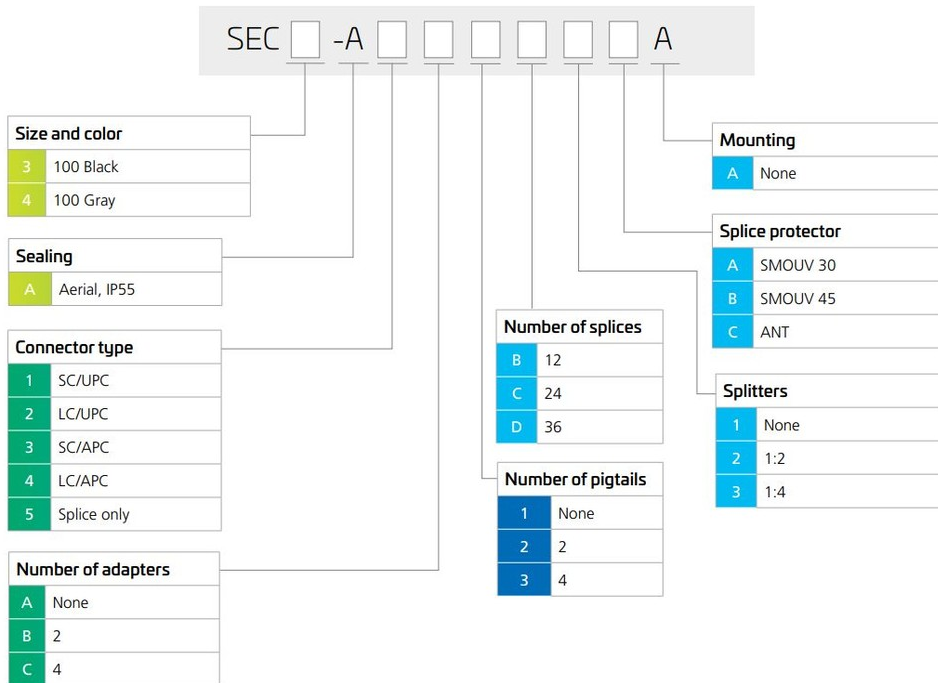 SEC -A A
Size and color
3 100 Black
4 100 Gray
Sealing
A Aerial, IP55
Connector type
1 SC/UPC
2 LC/UPC
3 SC/APC
4 LC/APC
5 Splice only
Number of adapters
A None
B 2
C 4
Number of splices
B 12
C 24
D 36
Number of pigtails
1 None
2 2
3 4
Mounting
A None
Splice protector
A SMOUV 30
B SMOUV 45
C ANT
Splitters
1 None
2 1:2
3 1:4